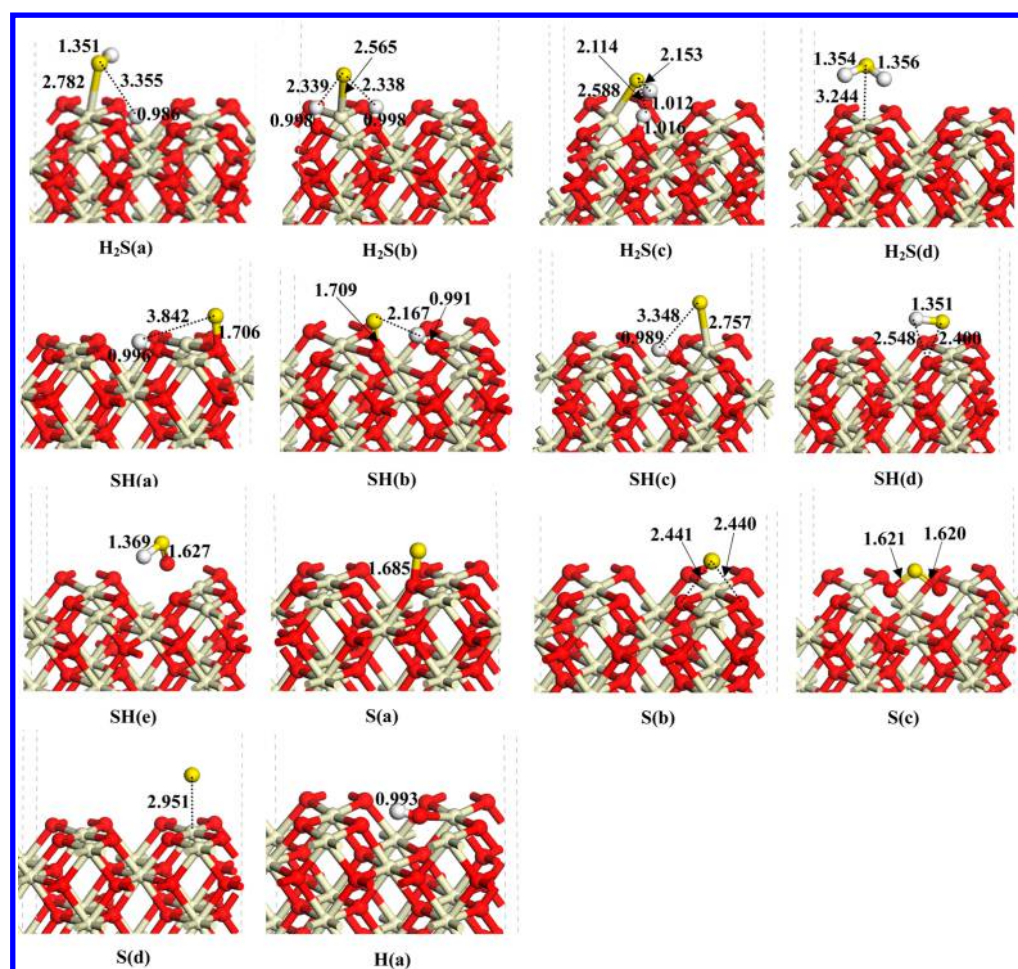 1.351
2.782
3.355
0.986
H₂S(a)
2.565
2.339
2.338
0.998
0.998
H₂S(b)
2.114
2.153
2.588
1.012
1.016
H₂S(c)
1.354
1.356
3.244
H₂S(d)
3.842
0.996
1.706
SH(a)
1.709
2.167
0.991
SH(b)
3.348
0.989
2.757
SH(c)
1.351
2.548
2.400
SH(d)
1.369
1.627
SH(e)
1.685
S(a)
2.441
2.440
S(b)
1.621
1.620
S(c)
2.951
S(d)
0.993
H(a)